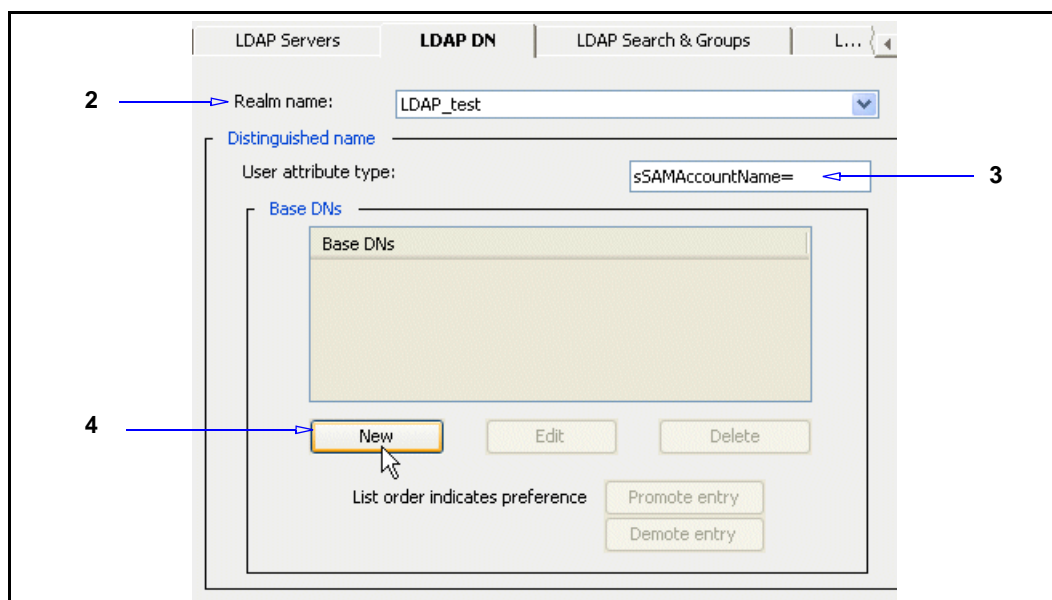 LDAP Servers LDAP DN LDAP Search & Groups L...
2 Realm name: LDAP_test
Distinguished name
User attribute type: sSAMAccountName= 3
Base DNs
Base DNs
4 New Edit Delete
List order indicates preference Promote entry
Demote entry